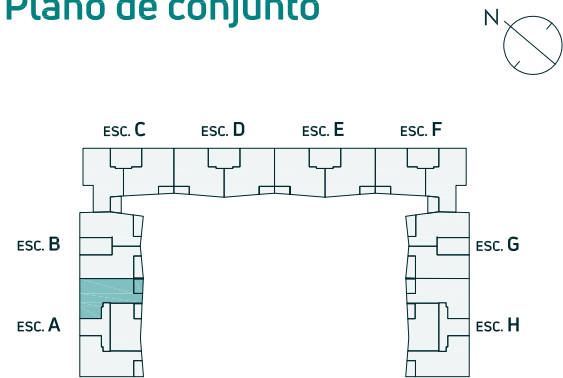 Plano de conjunto
N
ESC. C
ESC. D
ESC. E
ESC. F
ESC. B
ESC. G
ESC. A
ESC. H